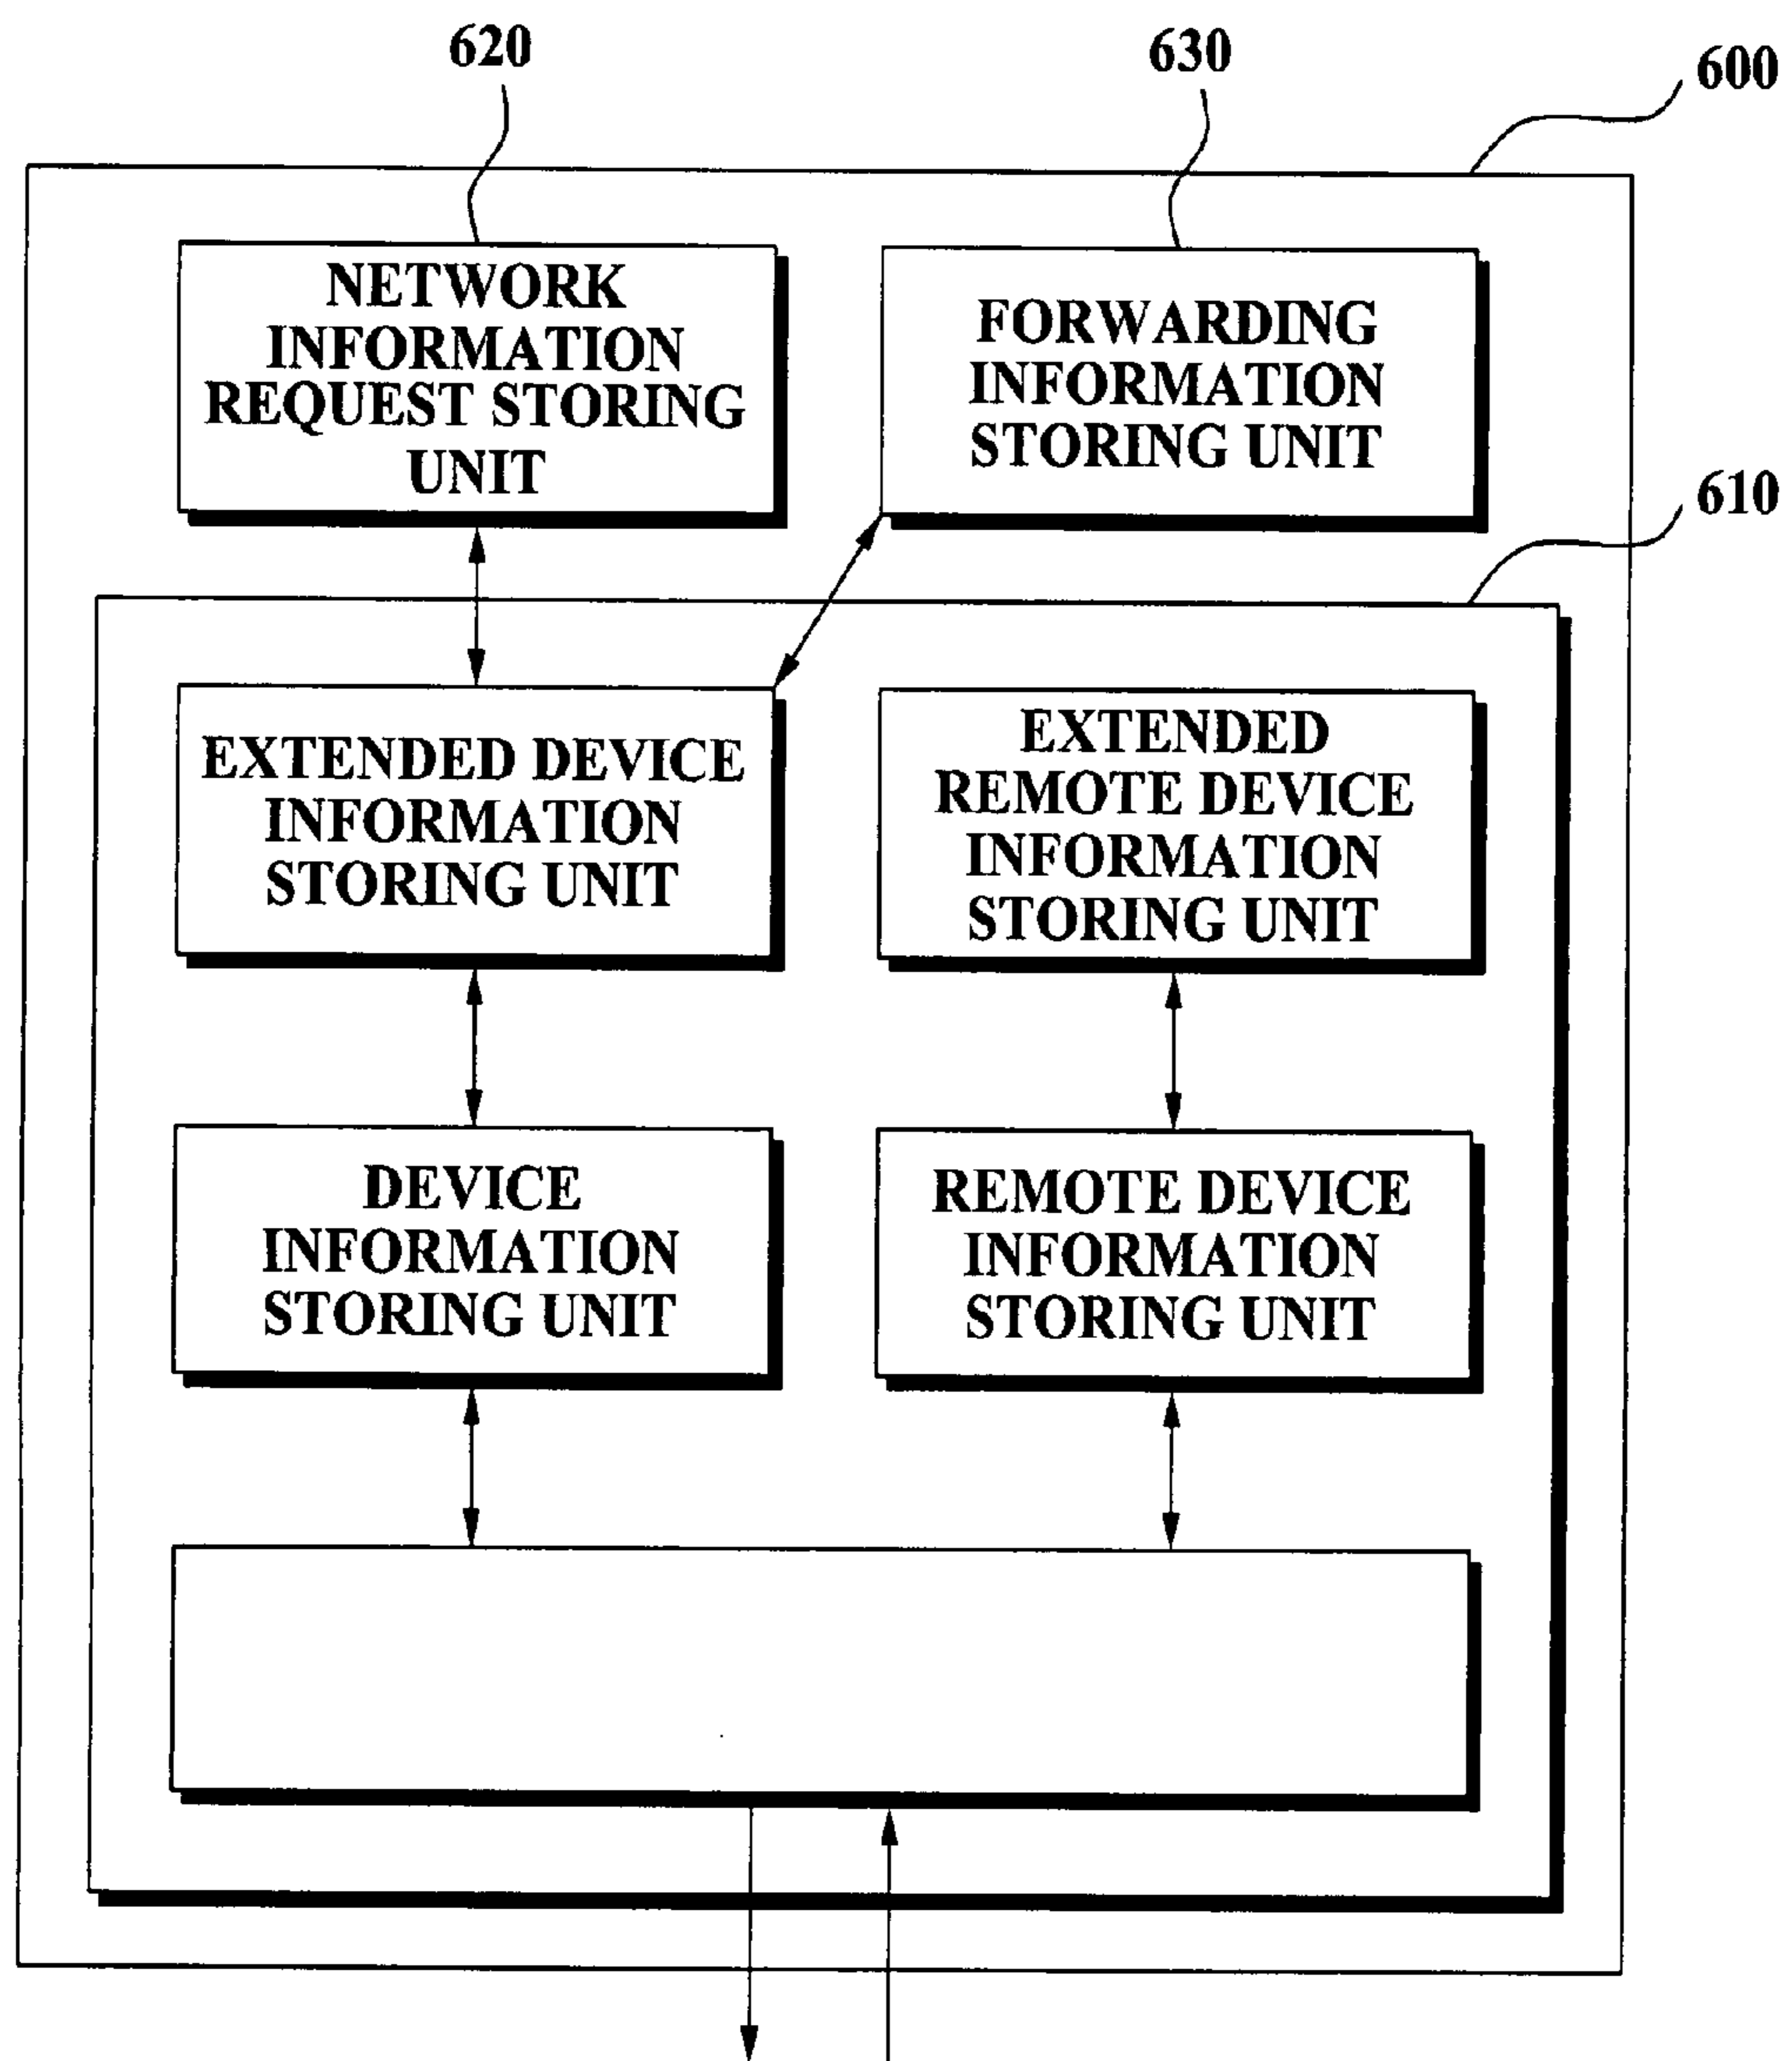 620
630
600
NETWORK
INFORMATION
REQUEST STORING
UNIT
FORWARDING
INFORMATION
STORING UNIT
610
EXTENDED DEVICE
INFORMATION
STORING UNIT
EXTENDED
REMOTE DEVICE
INFORMATION
STORING UNIT
DEVICE
INFORMATION
STORING UNIT
REMOTE DEVICE
INFORMATION
STORING UNIT